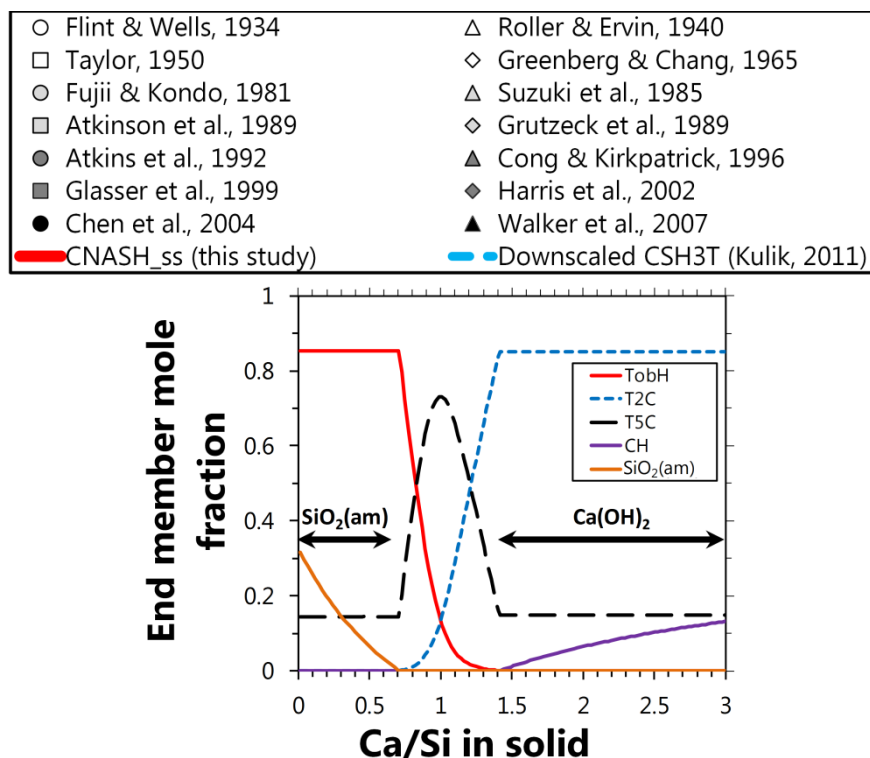 Flint & Wells, 1934 Roller & Ervin, 1940
Taylor, 1950 Greenberg & Chang, 1965
Fujii & Kondo, 1981 Suzuki et al., 1985
Atkinson et al., 1989 Grutzeck et al., 1989
Atkins et al., 1992 Cong & Kirkpatrick, 1996
Glasser et al., 1999 Harris et al., 2002
Chen et al., 2004 Walker et al., 2007
CNASH_ss (this study) Downscaled CSH3T (Kulik, 2011)
End member mole
fraction
1
0.8
0.6
0.4
0.2
0
TobH
T2C
T5C
CH
SiO₂(am)
SiO₂(am)
Ca(OH)₂
0 0.5 1 1.5 2 2.5 3
Ca/Si in solid